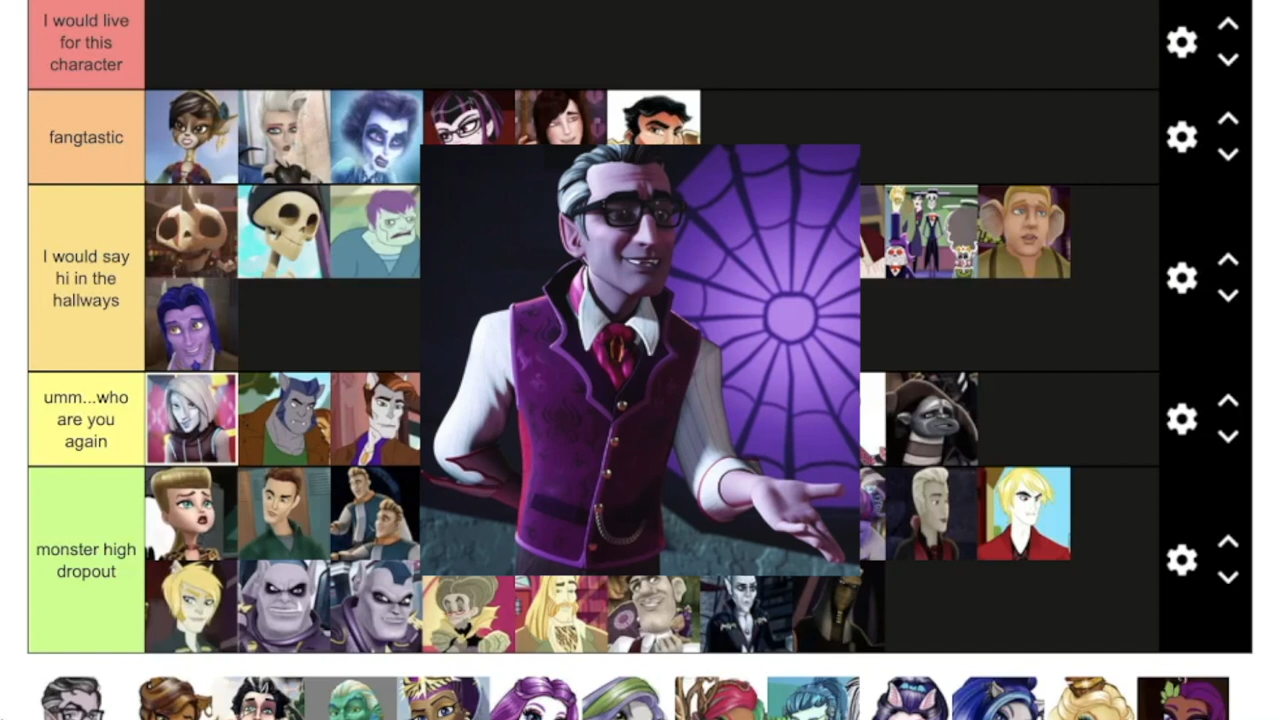 I would live
for this
character
fangtastic
I would say
hi in the
hallways
umm...who
are you
again
monster high
dropout